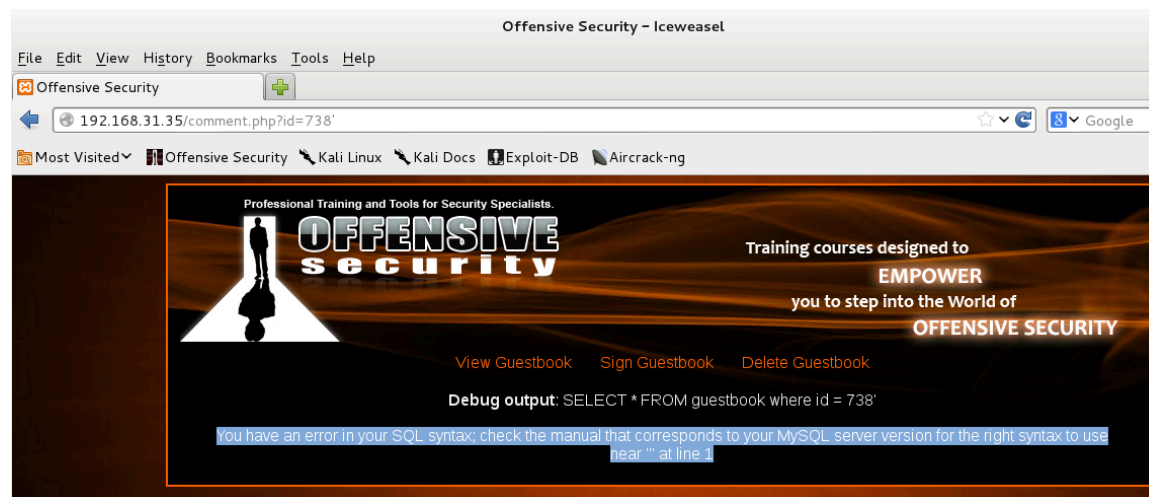 Offensive Security – Iceweasel
File Edit View History Bookmarks Tools Help
Offensive Security
192.168.31.35/comment.php?id=738'
Google
Most Visited Offensive Security Kali Linux Kali Docs Exploit-DB Aircrack-ng
Professional Training and Tools for Security Specialists.
OFFENSIVE
security
Training courses designed to
EMPOWER
you to step into the World of
OFFENSIVE SECURITY
View Guestbook Sign Guestbook Delete Guestbook
Debug output: SELECT * FROM guestbook where id = 738'
You have an error in your SQL syntax; check the manual that corresponds to your MySQL server version for the right syntax to use
near ''' at line 1